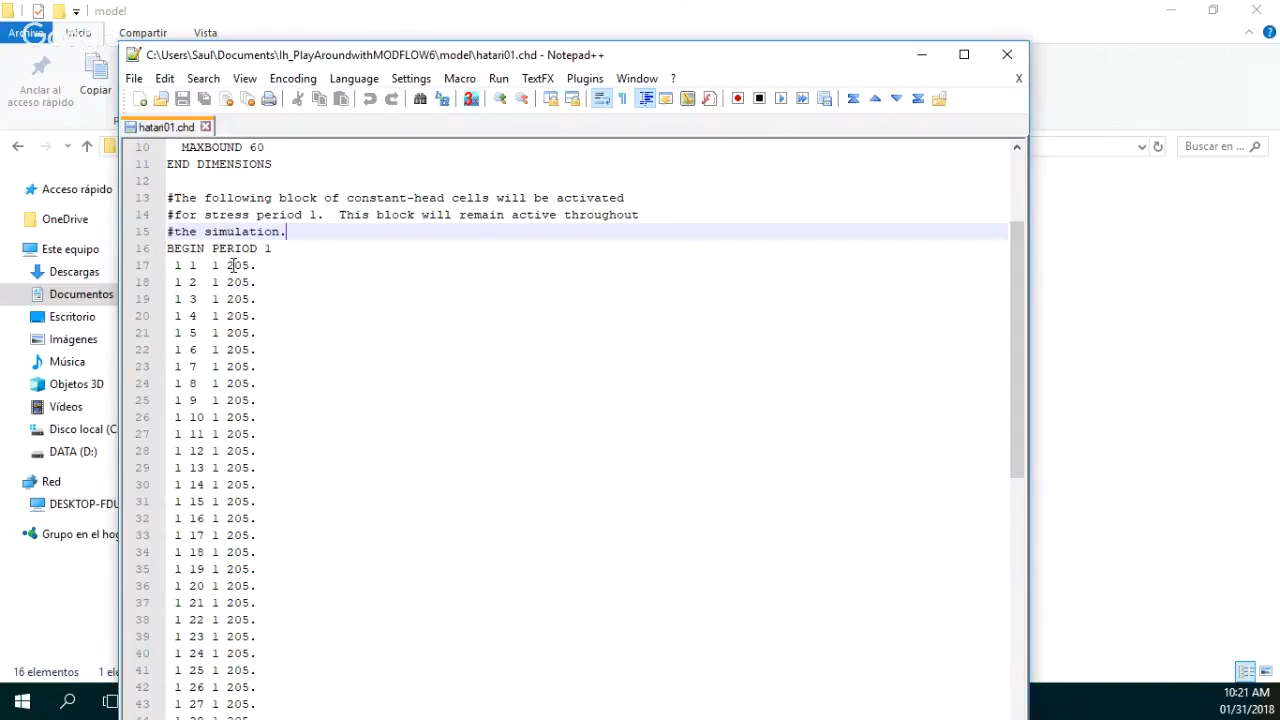 model
Archivo Inicio Compartir Vista
C:\Users\Saul\Documents\lh_PlayAroundwithMODFLOW6\model\hatari01.chd - Notepad++
File Edit Search View Encoding Language Settings Macro Run TextFX Plugins Window ? X
Anclar al
acceso rápido
Copiar
hatari01.chd
Buscar en ...
Acceso rápido
OneDrive
Este equipo
Descargas
Documentos
Escritorio
Imágenes
Música
Objetos 3D
Vídeos
Disco local (C
DATA (D:)
Red
DESKTOP-FDU
Grupo en el hog
10 MAXBOUND 60
11 END DIMENSIONS
12
13 #The following block of constant-head cells will be activated
14 #for stress period 1. This block will remain active throughout
15 #the simulation.
16 BEGIN PERIOD 1
17 1 1 1 205.
18 1 2 1 205.
19 1 3 1 205.
20 1 4 1 205.
21 1 5 1 205.
22 1 6 1 205.
23 1 7 1 205.
24 1 8 1 205.
25 1 9 1 205.
26 1 10 1 205.
27 1 11 1 205.
28 1 12 1 205.
29 1 13 1 205.
30 1 14 1 205.
31 1 15 1 205.
32 1 16 1 205.
33 1 17 1 205.
34 1 18 1 205.
35 1 19 1 205.
36 1 20 1 205.
37 1 21 1 205.
38 1 22 1 205.
39 1 23 1 205.
40 1 24 1 205.
41 1 25 1 205.
42 1 26 1 205.
43 1 27 1 205.
16 elementos
10:21 AM
01/31/2018